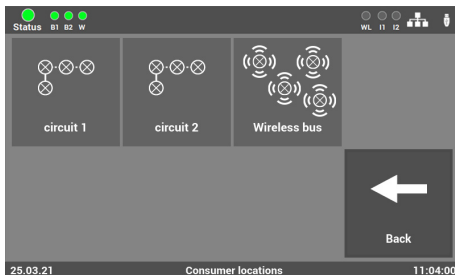 Status B1 B2 W WL I1 I2
circuit 1 circuit 2 Wireless bus
Back
25.03.21 Consumer locations 11:04:00